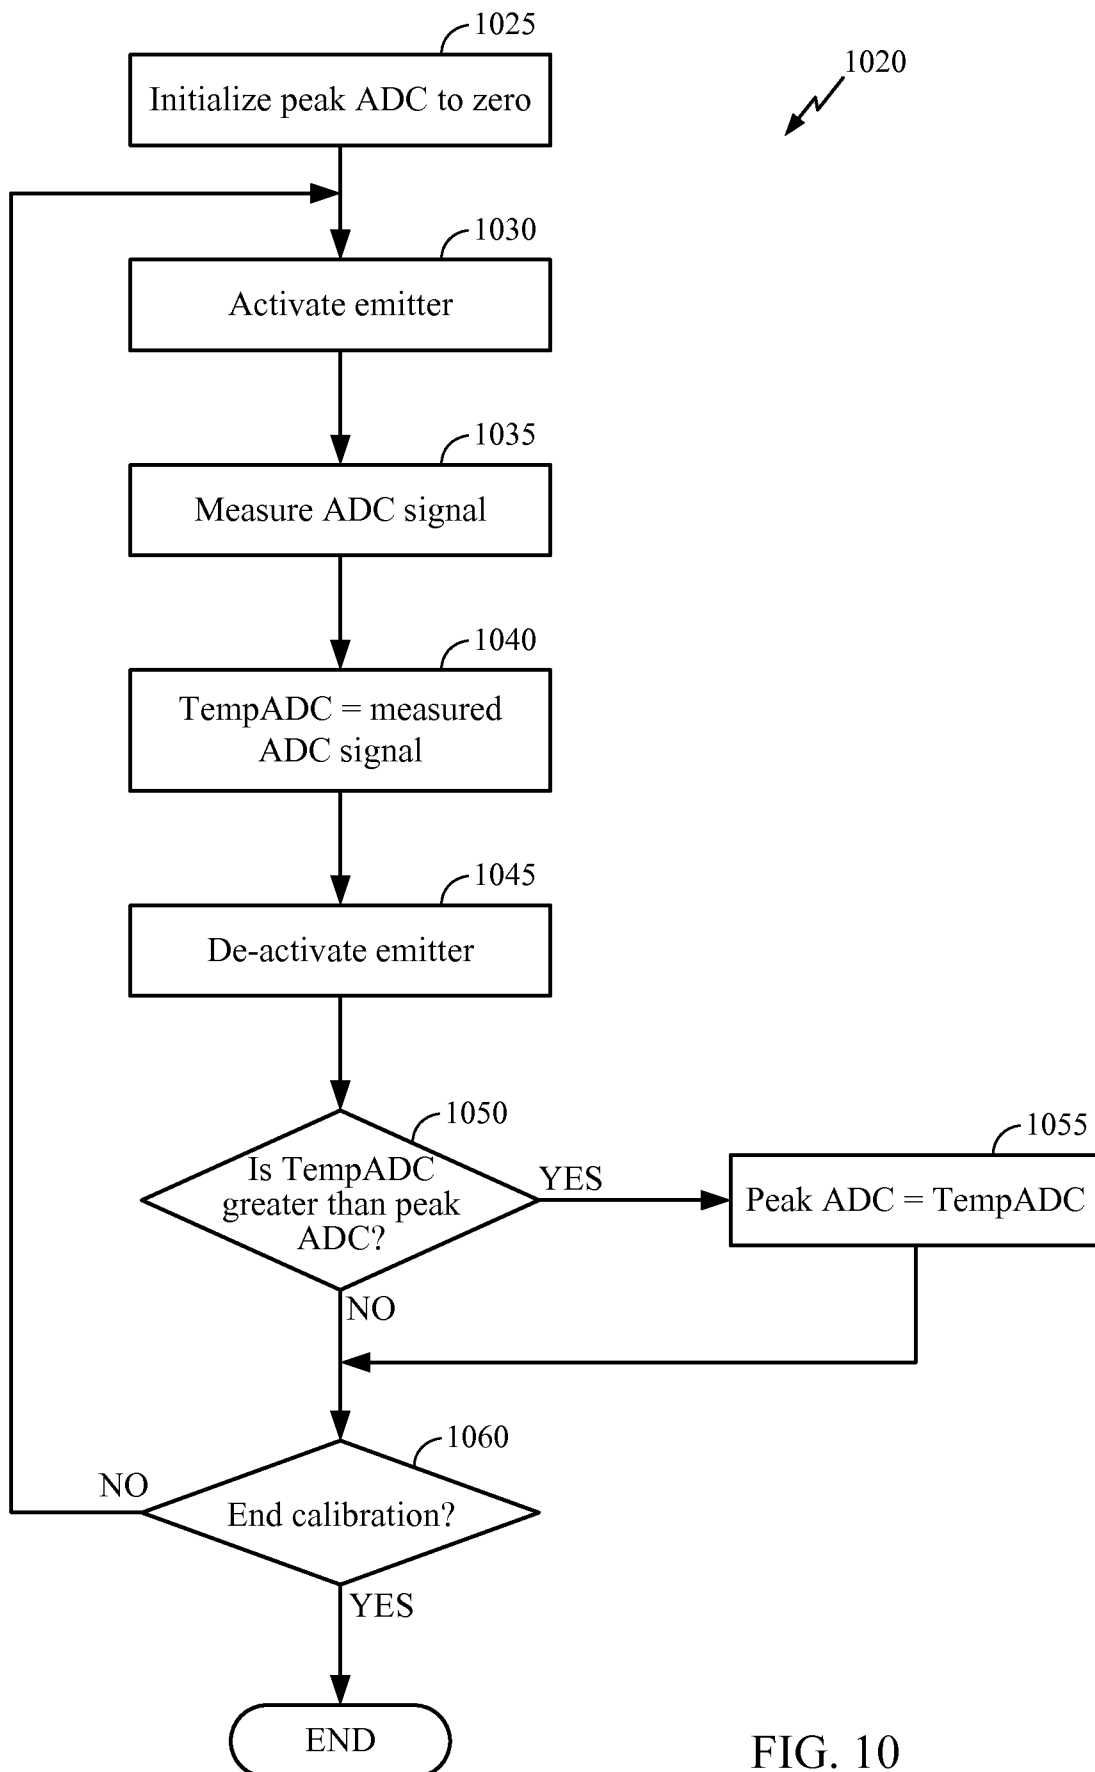 1025
Initialize peak ADC to zero
1020
1030
Activate emitter
1035
Measure ADC signal
1040
TempADC = measured
ADC signal
1045
De-activate emitter
1050
Is TempADC
greater than peak
ADC?
YES
1055
Peak ADC = TempADC
NO
1060
End calibration?
NO
YES
END
FIG. 10